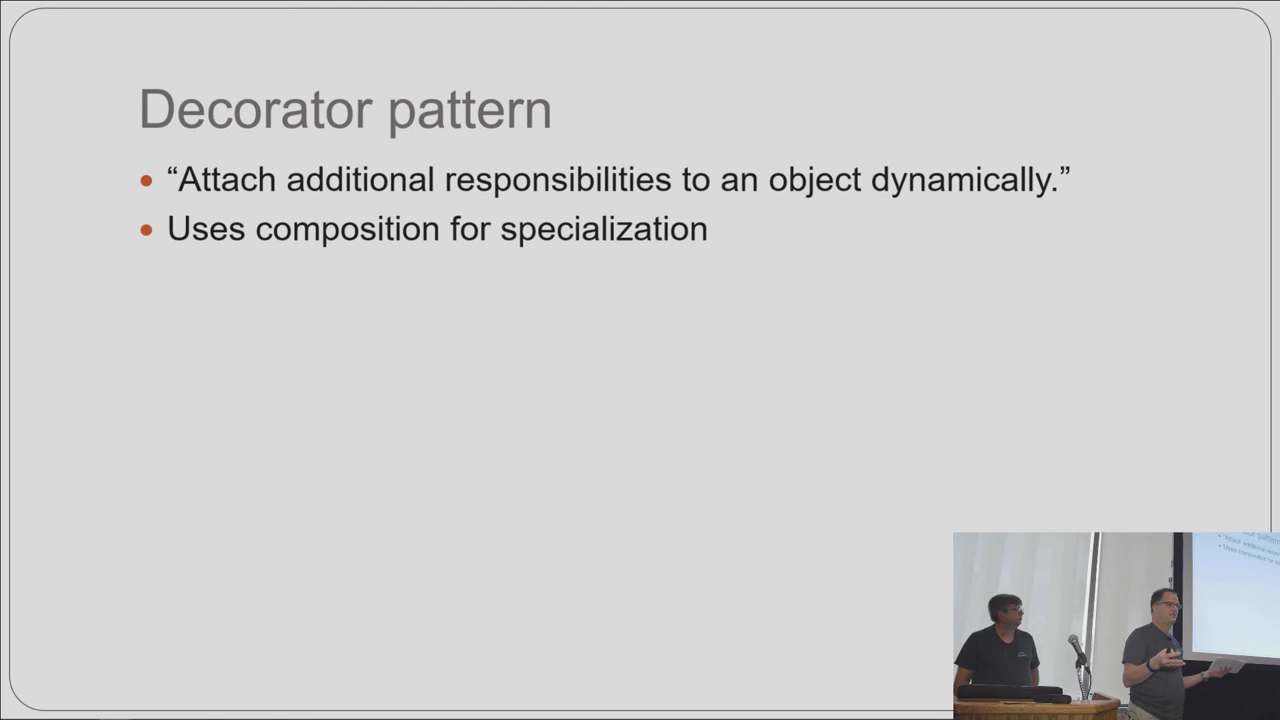 Decorator pattern
• “Attach additional responsibilities to an object dynamically.”
• Uses composition for specialization